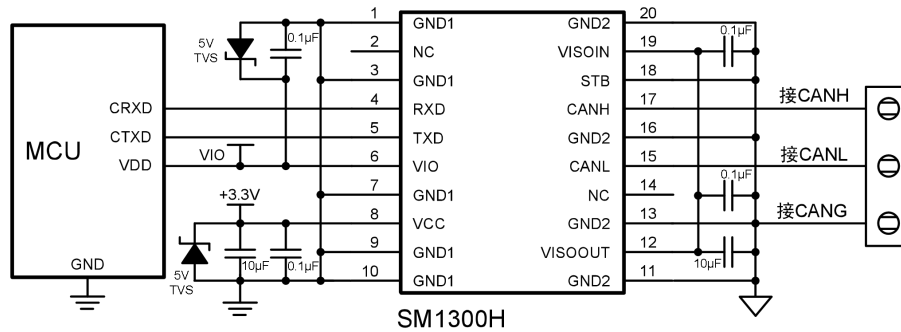 1 GND1 GND2 20
5V TVS 0.1μF 2 NC VISOIN 19 0.1μF
3 GND1 STB 18
CRXD 4 RXD CANH 17 接CANH
CTXD 5 TXD GND2 16
MCU
VDD VIO 6 VIO CANL 15 接CANL
7 GND1 NC 14 0.1μF
+3.3V 8 VCC GND2 13 接CANG
9 GND1 VISOOUT 12
5V TVS 10μF 0.1μF 10μF
GND 10 GND1 GND2 11
SM1300H